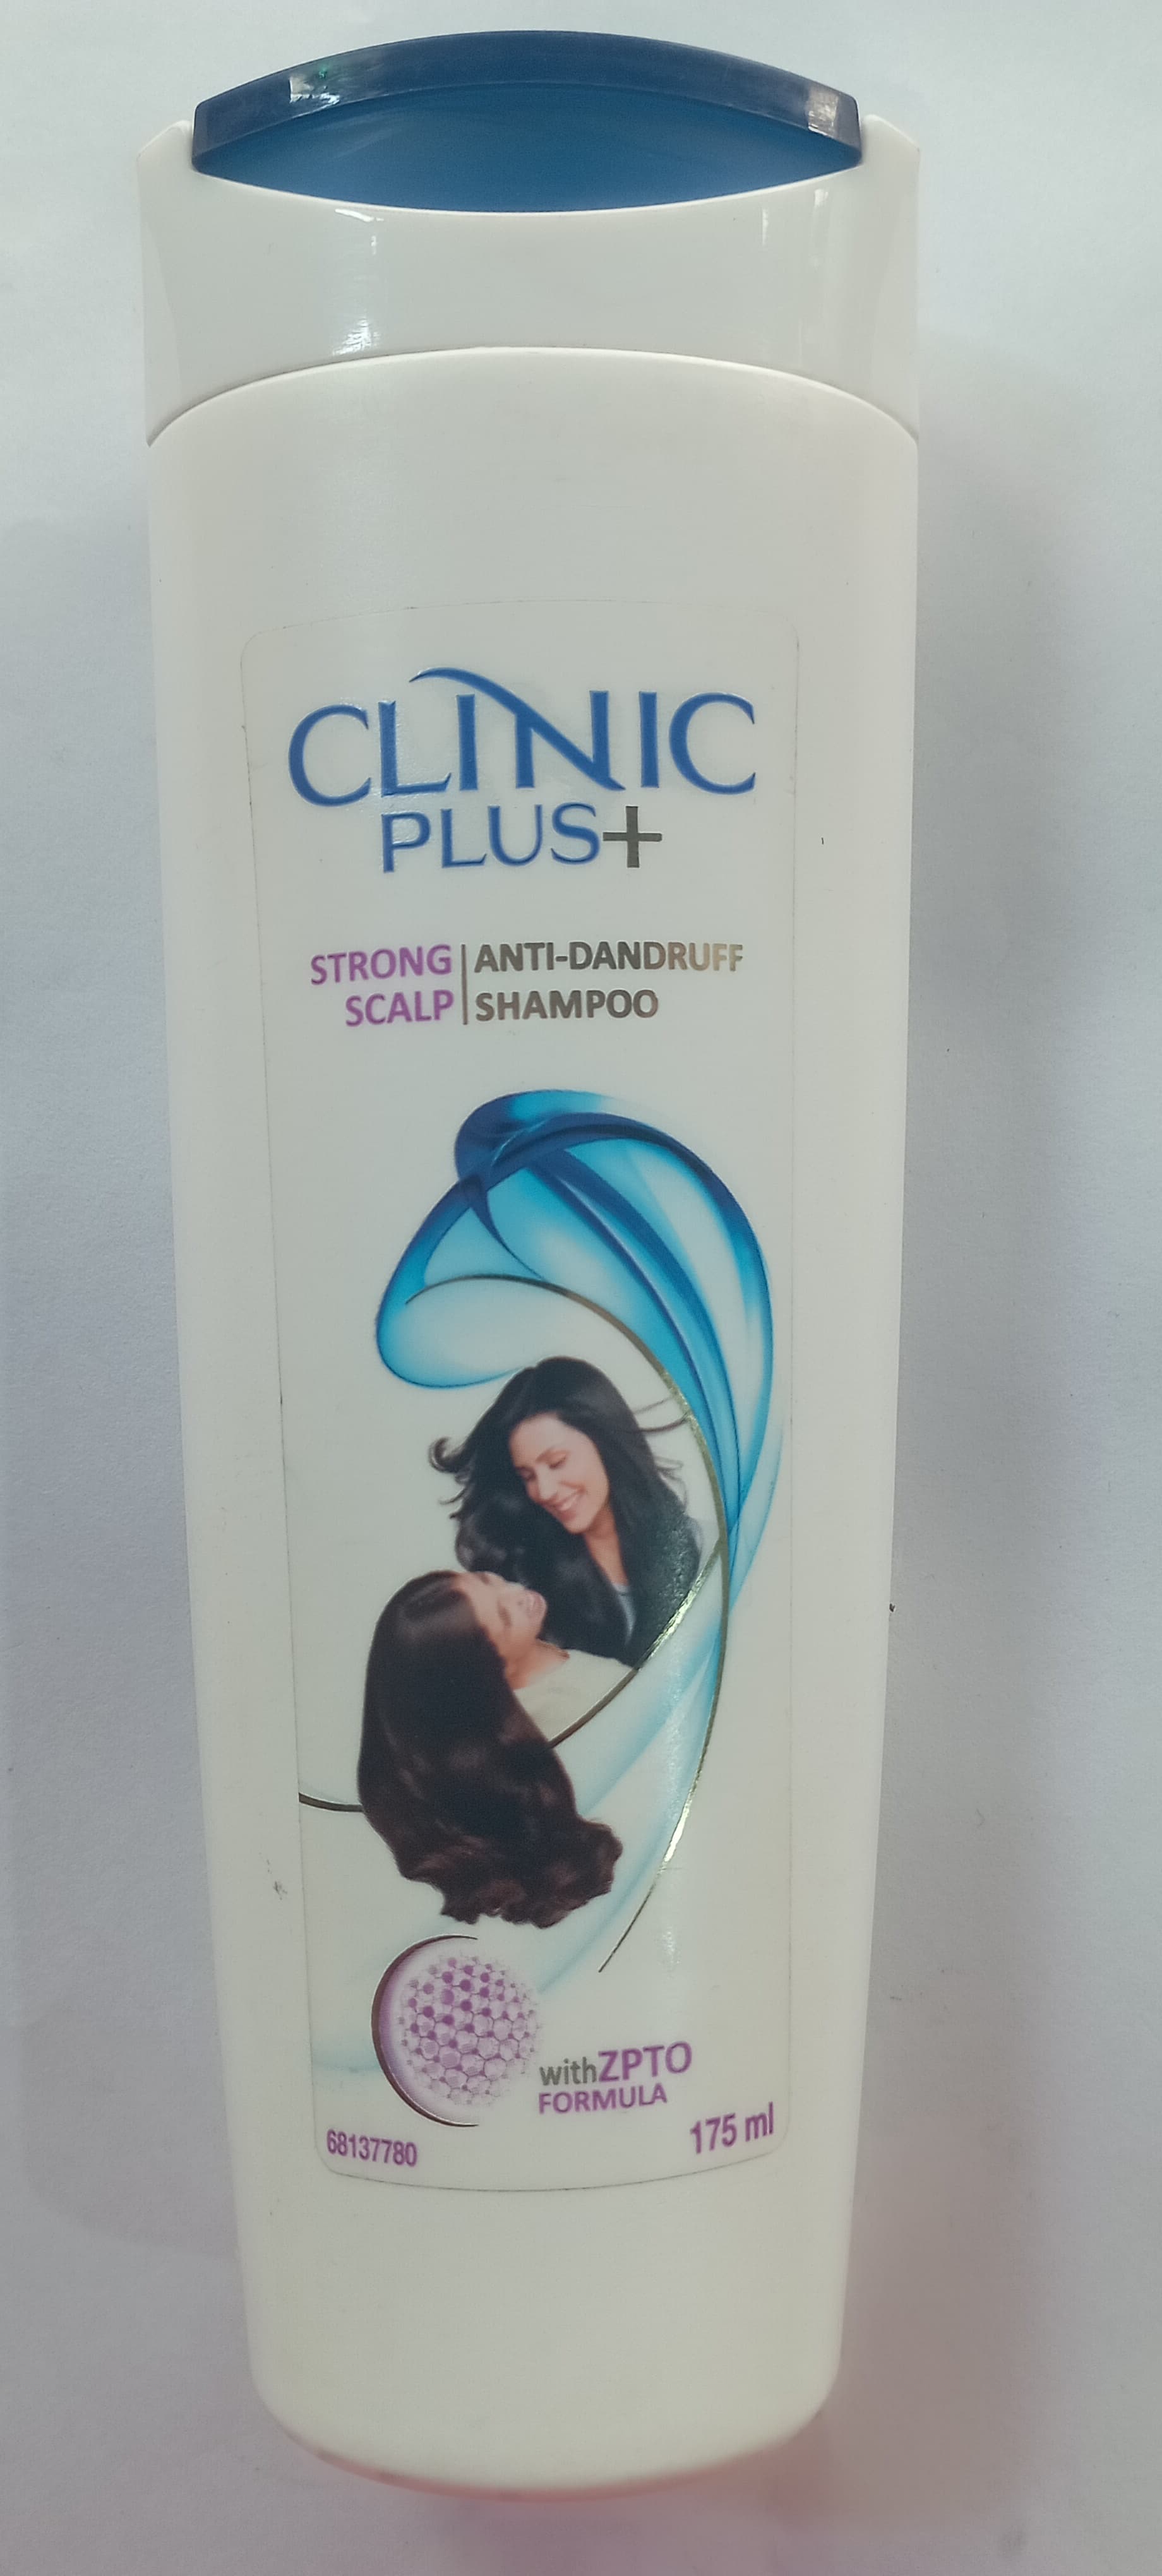 CLINIC
PLUS+
STRONG SCALP
ANTI-DANDRUFF SHAMPOO
with ZPTO
FORMULA
68137780
175 ml